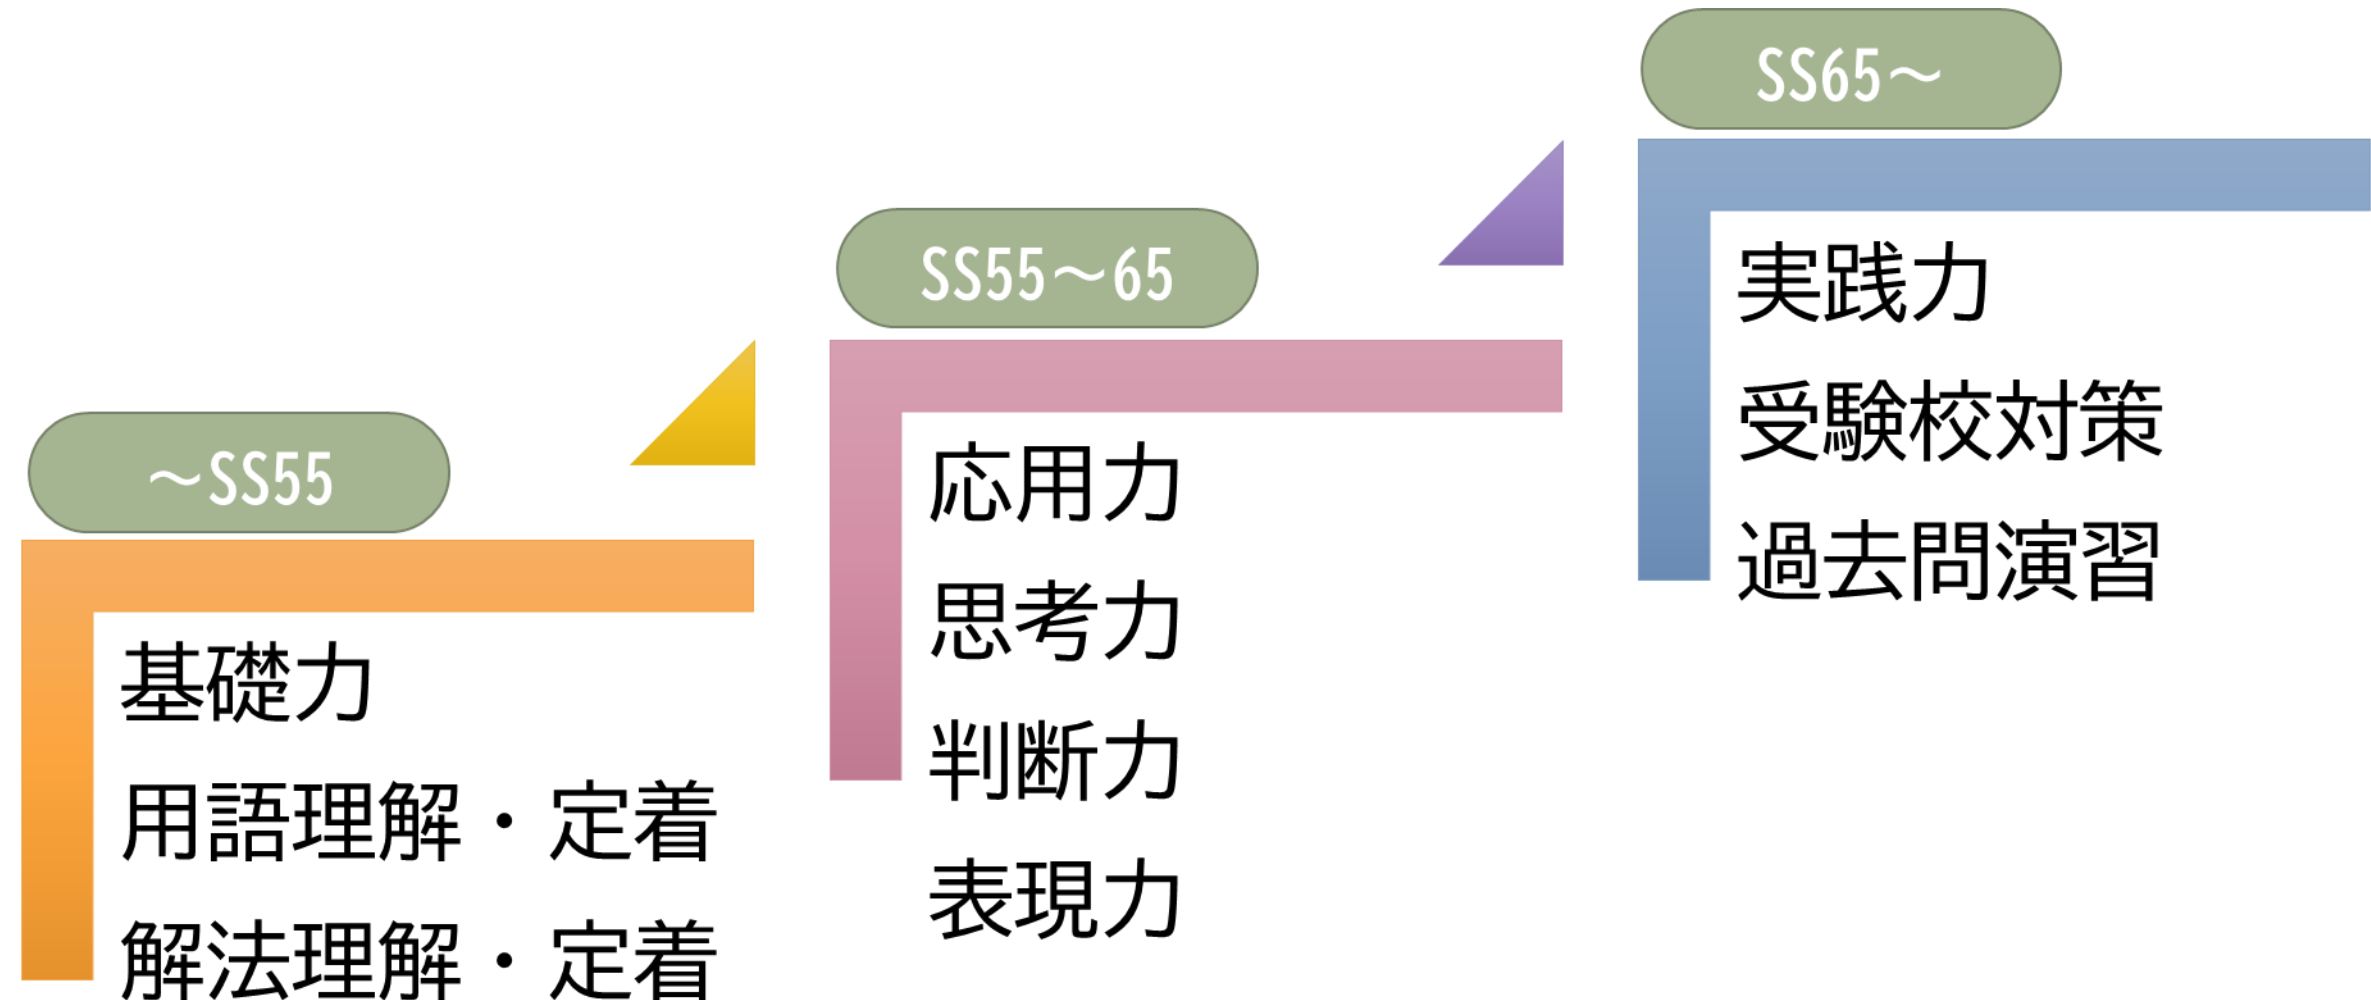 ～SS55
基礎力
用語理解・定着
解法理解・定着
SS55～65
応用力
思考力
判断力
表現力
SS65～
実践力
受験校対策
過去問演習